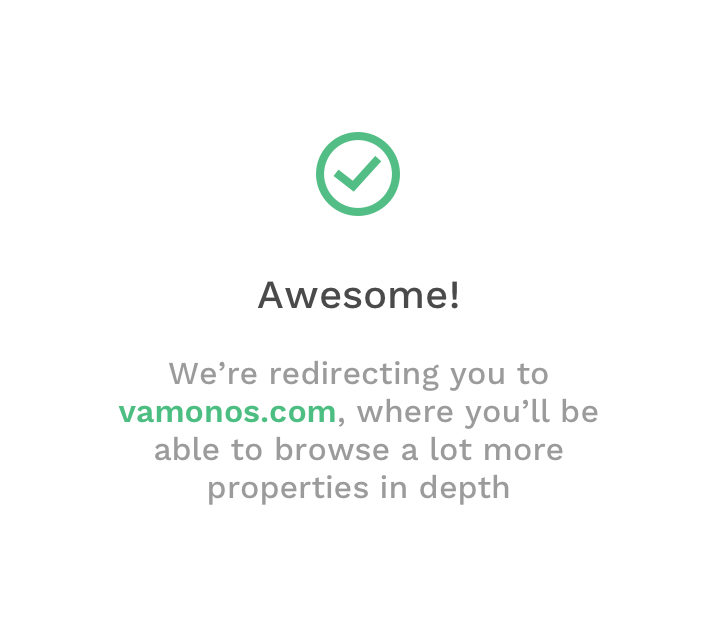 Awesome!
We’re redirecting you to
vamonos.com, where you’ll be
able to browse a lot more
properties in depth